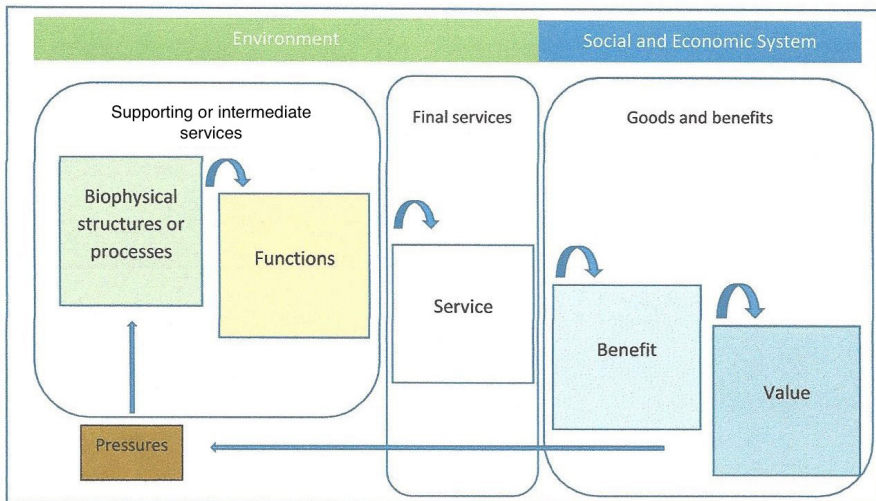 Environment
Social and Economic System
Supporting or intermediate
services
Final services
Goods and benefits
Biophysical
structures or
processes
Functions
Service
Benefit
Value
Pressures